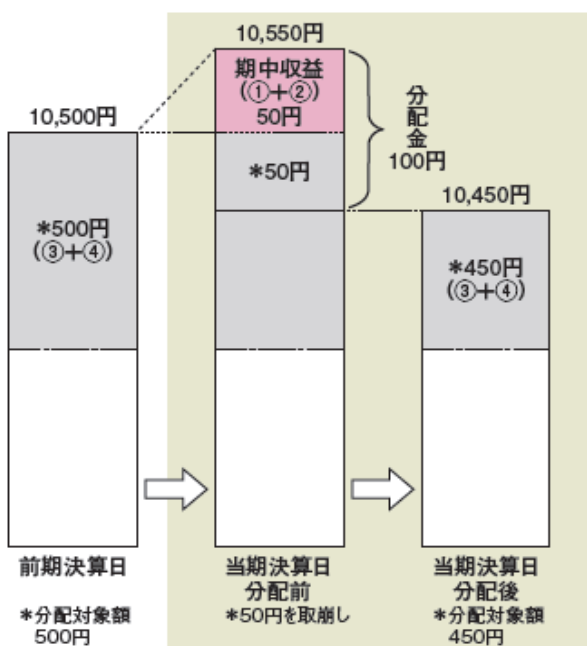 10,550円
期中収益
(①+②)
50円
分配金
100円
10,500円
*50円
10,450円
*500円
(③+④)
*450円
(③+④)
前期決算日
*分配対象額
500円
当期決算日
分配前
*50円を取崩し
当期決算日
分配後
*分配対象額
450円